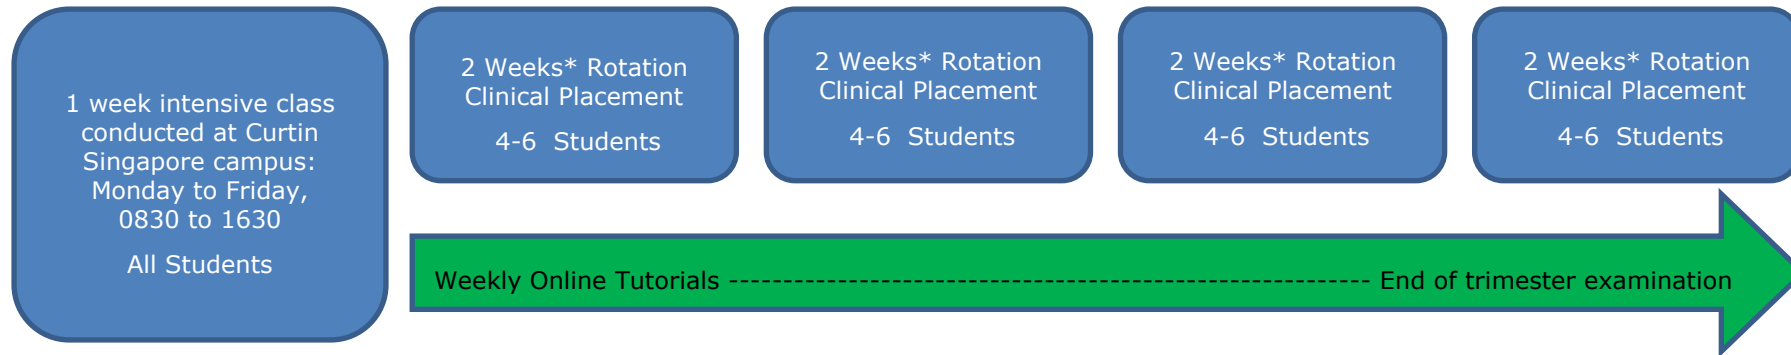 1 week intensive class
conducted at Curtin
Singapore campus:
Monday to Friday,
0830 to 1630
All Students
2 Weeks* Rotation
Clinical Placement
4-6 Students
2 Weeks* Rotation
Clinical Placement
4-6 Students
2 Weeks* Rotation
Clinical Placement
4-6 Students
2 Weeks* Rotation
Clinical Placement
4-6 Students
Weekly Online Tutorials ----------------------------------------------------------- End of trimester examination